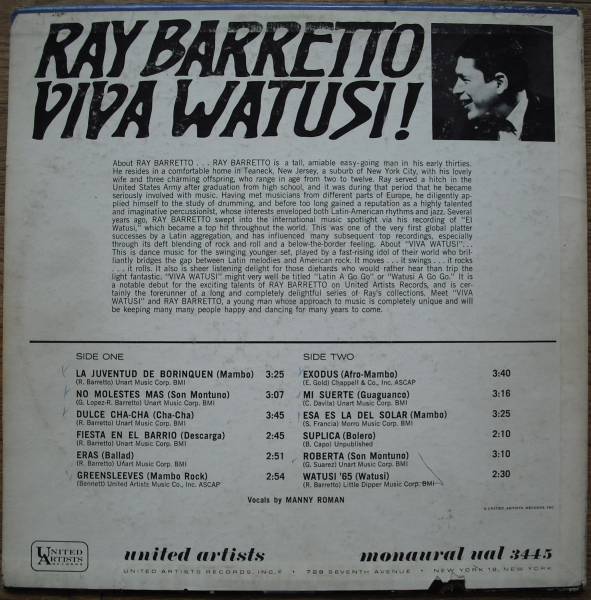 RAY BARRETTO
VIVA WATUSI!
About RAY BARRETTO . . . RAY BARRETTO is a tall, amiable easy-going man in his early thirties.
He resides in a comfortable home in Teaneck, New Jersey, a suburb of New York City, with his lovely
wife and three charming offspring, who range in age from two to twelve. Ray served a hitch in the
United States Army after graduation from high school, and it was during that period that he became
seriously involved with music. Having met musicians from different parts of Europe, he diligently ap-
plied himself to the study of drumming, and before too long gained a reputation as a highly talented
and imaginative percussionist, whose interests enveloped both Latin-American rhythms and jazz. Several
years ago, RAY BARRETTO swept into the international music spotlight via his recording of "El
Watusi," which became a top hit throughout the world. This was one of the very first global platter
successes by a Latin aggregation, and has influenced many subsequent top recordings, especially
through its deft blending of rock and roll and a below-the-border feeling. About "VIVA WATUSI"...
This is dance music for the swinging younger set, played by a fast-rising idol of their world who bril-
liantly bridges the gap between Latin melodies and American rock. It moves . . . it swings . . . it rocks
. . . it rolls. It also is sheer listening delight for those diehards who would rather hear than trip the
light fantastic. "VIVA WATUSI" might very well be titled "Latin A Go Go" or "Watusi A Go Go." It is
a notable debut for the exciting talents of RAY BARRETTO on United Artists Records, and is cer-
tainly the forerunner of a long and completely delightful series of Ray's collections. Meet "VIVA
WATUSI" and RAY BARRETTO, a young man whose approach to music is completely unique and will
be keeping many many people happy and dancing for many years to come.
SIDE ONE
LA JUVENTUD DE BORINQUEN (Mambo) 3:25
(R. Barretto) Unart Music Corp. BMI
NO MOLESTES MAS (Son Montuno) 3:07
(G. Lopez-R. Barretto) Unart Music Corp. BMI
DULCE CHA-CHA (Cha-Cha) 3:45
(R. Barretto) Unart Music Corp. BMI
FIESTA EN EL BARRIO (Descarga) 2:45
(R. Barretto) Unart Music Corp. BMI
ERAS (Ballad) 2:51
(R. Barretto) Unart Music Corp. BMI
GREENSLEEVES (Mambo Rock) 2:54
(Bennett) United Artists Music Co., Inc. ASCAP
SIDE TWO
EXODUS (Afro-Mambo) 3:40
(E. Gold) Chappell & Co., Inc. ASCAP
MI SUERTE (Guaguanco) 3:16
(C. Davila) Unart Music Corp. BMI
ESA ES LA DEL SOLAR (Mambo) 3:25
(S. Francia) Morro Music Corp. BMI
SUPLICA (Bolero) 2:10
(B. Capo) Unpublished
ROBERTA (Son Montuno) 3:10
(G. Suarez) Unart Music Corp. BMI
WATUSI '65 (Watusi) 2:30
(R. Barretto) Little Dipper Music Corp. BMI
Vocals by MANNY ROMAN
© UNITED ARTISTS RECORDS, INC.
UNITED
ARTISTS
RECORDS
united artists
monaural ual 3445
UNITED ARTISTS RECORDS, INC. • 729 SEVENTH AVENUE • NEW YORK 19, NEW YORK